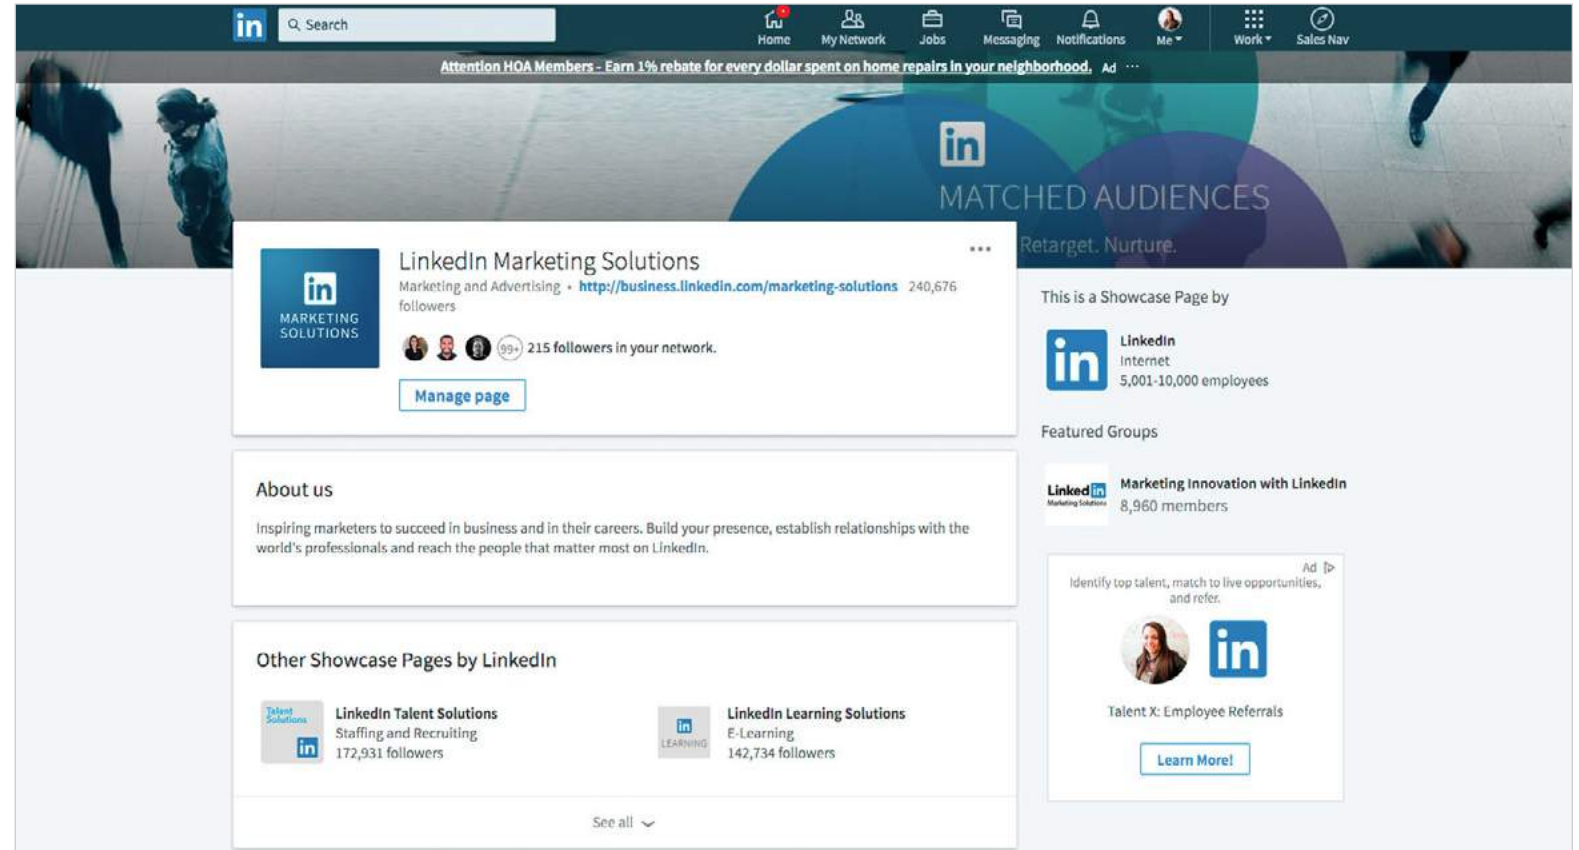 in
Search
Home
My Network
Jobs
Messaging
Notifications
Me
Work
Sales Nav
Attention HOA Members - Earn 1% rebate for every dollar spent on home repairs in your neighborhood. Ad ...
in
MATCHED AUDIENCES
Retarget. Nurture.
in
MARKETING
SOLUTIONS
LinkedIn Marketing Solutions
Marketing and Advertising • http://business.linkedin.com/marketing-solutions 240,676
followers
99+ 215 followers in your network.
Manage page
About us
Inspiring marketers to succeed in business and in their careers. Build your presence, establish relationships with the
world's professionals and reach the people that matter most on LinkedIn.
Other Showcase Pages by LinkedIn
Talent
Solutions
in
LinkedIn Talent Solutions
Staffing and Recruiting
172,931 followers
in
LEARNING
LinkedIn Learning Solutions
E-Learning
142,734 followers
See all
This is a Showcase Page by
in
LinkedIn
Internet
5,001-10,000 employees
Featured Groups
Linked in
Marketing Solutions
Marketing Innovation with LinkedIn
8,960 members
Ad
Identify top talent, match to live opportunities,
and refer.
in
Talent X: Employee Referrals
Learn More!